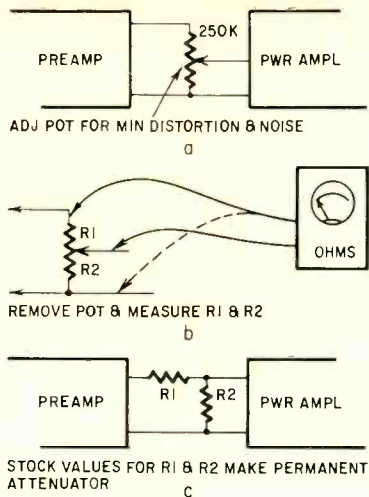 PREAMP
250K
PWR AMPL
ADJ POT FOR MIN DISTORTION & NOISE
a
R1
R2
OHMS
REMOVE POT & MEASURE R1 & R2
b
PREAMP
R1
R2
PWR AMPL
STOCK VALUES FOR R1 & R2 MAKE PERMANENT
ATTENUATOR
c